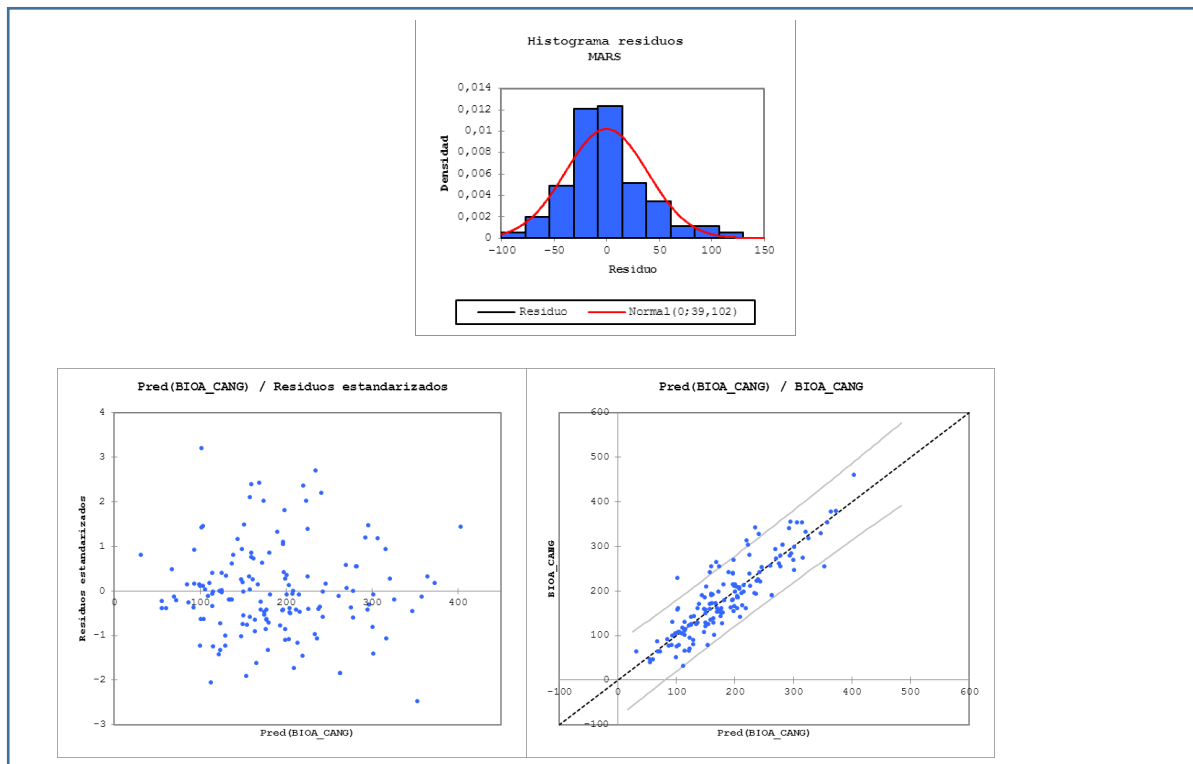 Histograma residuos
MARS
0,014
0,012
0,01
0,008
0,006
0,004
0,002
0
Densidad
-100 -50 0 50 100 150
Residuo
Residuo Normal(0;39,102)
Pred(BIOA_CANG) / Residuos estandarizados
4
3
2
1
0
-1
-2
-3
Residuos estandarizados
0 100 200 300 400
Pred(BIOA_CANG)
Pred(BIOA_CANG) / BIOA_CANG
600
500
400
300
200
100
0
-100
BIOA_CANG
-100 0 100 200 300 400 500 600
Pred(BIOA_CANG)